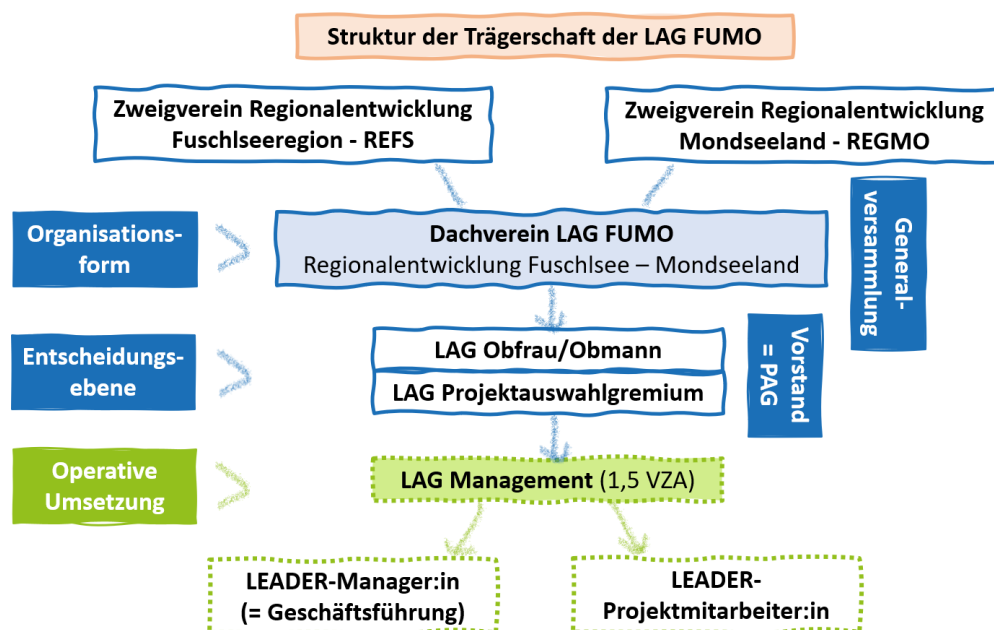 Struktur der Trägerschaft der LAG FUMO
Zweigverein Regionalentwicklung
Fuschlseeregion - REFS
Zweigverein Regionalentwicklung
Mondseeland - REGMO
Organisations-
form
Dachverein LAG FUMO
Regionalentwicklung Fuschlsee – Mondseeland
General-
versammlung
Entscheidungs-
ebene
LAG Obfrau/Obmann
LAG Projektauswahlgremium
Vorstand
= PAG
Operative
Umsetzung
LAG Management (1,5 VZA)
LEADER-Manager:in
(= Geschäftsführung)
LEADER-
Projektmitarbeiter:in